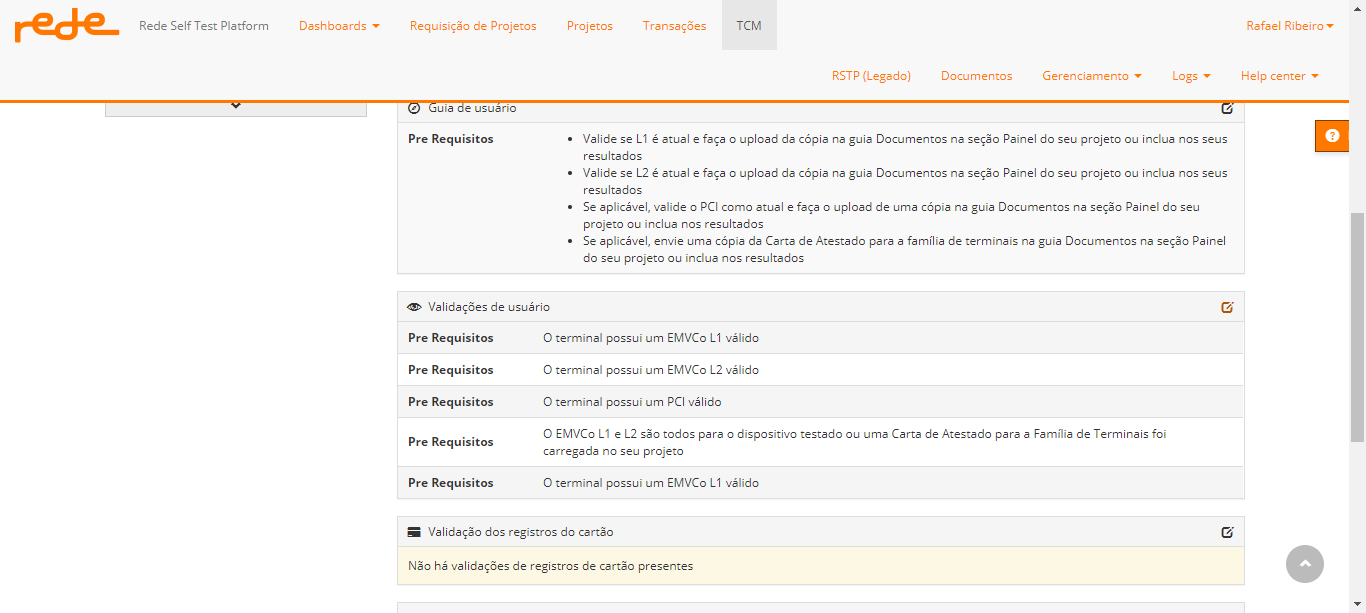 rede Rede Self Test Platform Dashboards Requisição de Projetos Projetos Transações TCM Rafael Ribeiro
RSTP (Legado) Documentos Gerenciamento Logs Help center
Guia de usuário
Pre Requisitos
Valide se L1 é atual e faça o upload da cópia na guia Documentos na seção Painel do seu projeto ou inclua nos seus
resultados
Valide se L2 é atual e faça o upload da cópia na guia Documentos na seção Painel do seu projeto ou inclua nos seus
resultados
Se aplicável, valide o PCI como atual e faça o upload de uma cópia na guia Documentos na seção Painel do seu
projeto ou inclua nos resultados
Se aplicável, envie uma cópia da Carta de Atestado para a família de terminais na guia Documentos na seção Painel
do seu projeto ou inclua nos resultados
Validações de usuário
Pre Requisitos O terminal possui um EMVCo L1 válido
Pre Requisitos O terminal possui um EMVCo L2 válido
Pre Requisitos O terminal possui um PCI válido
Pre Requisitos O EMVCo L1 e L2 são todos para o dispositivo testado ou uma Carta de Atestado para a Família de Terminais foi
carregada no seu projeto
Pre Requisitos O terminal possui um EMVCo L1 válido
Validação dos registros do cartão
Não há validações de registros de cartão presentes